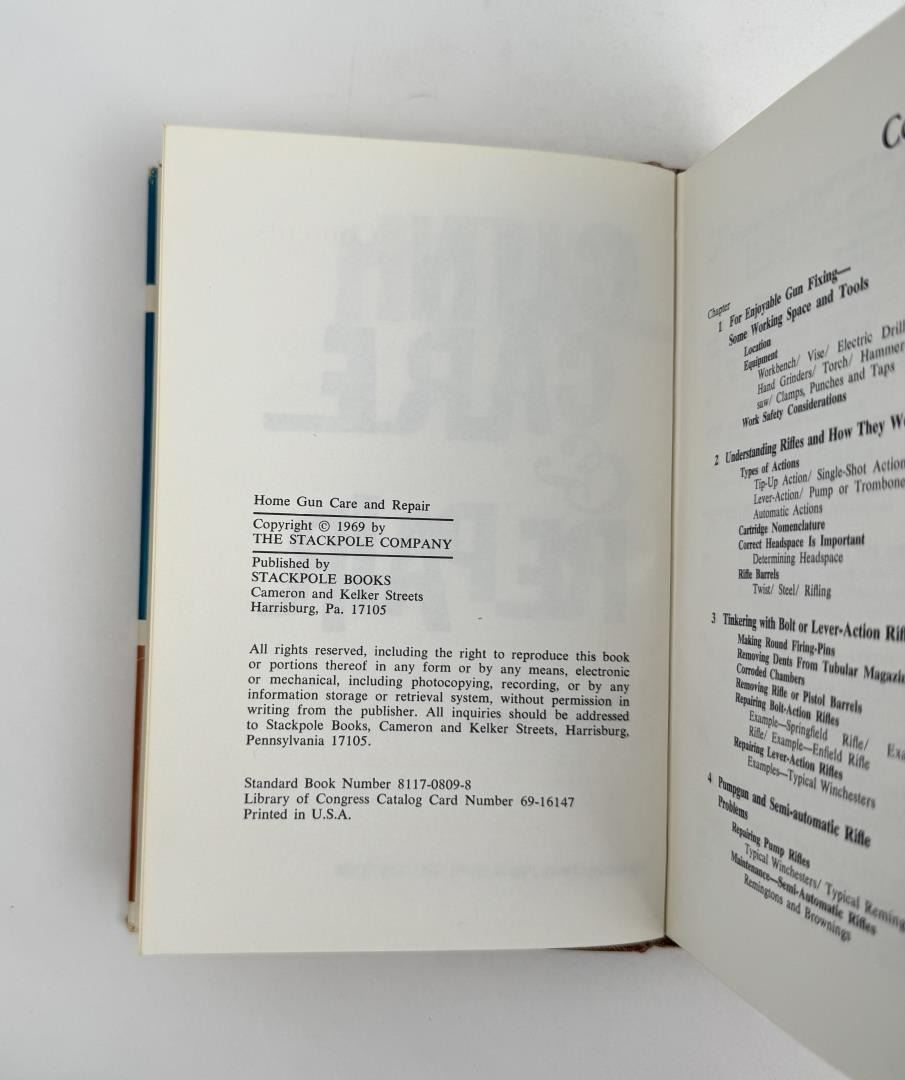 Home Gun Care and Repair
Copyright © 1969 by
THE STACKPOLE COMPANY
Published by
STACKPOLE BOOKS
Cameron and Kelker Streets
Harrisburg, Pa. 17105
All rights reserved, including the right to reproduce this book
or portions thereof in any form or by any means, electronic
or mechanical, including photocopying, recording, or by any
information storage or retrieval system, without permission in
writing from the publisher. All inquiries should be addressed
to Stackpole Books, Cameron and Kelker Streets, Harrisburg,
Pennsylvania 17105.
Standard Book Number 8117-0809-8
Library of Congress Catalog Card Number 69-16147
Printed in U.S.A.
Chapter
1 For Enjoyable Gun Fixing—
Some Working Space and Tools
Location
Equipment
Workbench/ Vise/ Electric Drill
Hand Grinders/ Torch/ Hammer
saw/ Clamps, Punches and Taps
Work Safety Considerations
2 Understanding Rifles and How They
Types of Actions
Tip-Up Action/ Single-Shot Action
Lever-Action/ Pump or Trombone
Automatic Actions
Cartridge Nomenclature
Correct Headspace Is Important
Determining Headspace
Rifle Barrels
Twist/ Steel/ Rifling
3 Tinkering with Bolt or Lever-Action
Making Round Firing-Pins
Removing Dents From Tubular
Corroded Chambers
Removing Rifle or Pistol Barrels
Repairing Bolt-Action Rifles
Example—Springfield Rifle/
Rifle/ Example—Enfield Rifle
Repairing Lever-Action Rifles
Examples—Typical Winchesters
4 Pumpgun and Semi-automatic Rifle
Problems
Repairing Pump Rifles
Typical Winchesters/ Typical
Maintenance—Semi-Automatic Rifles
Remingtons and Brownings